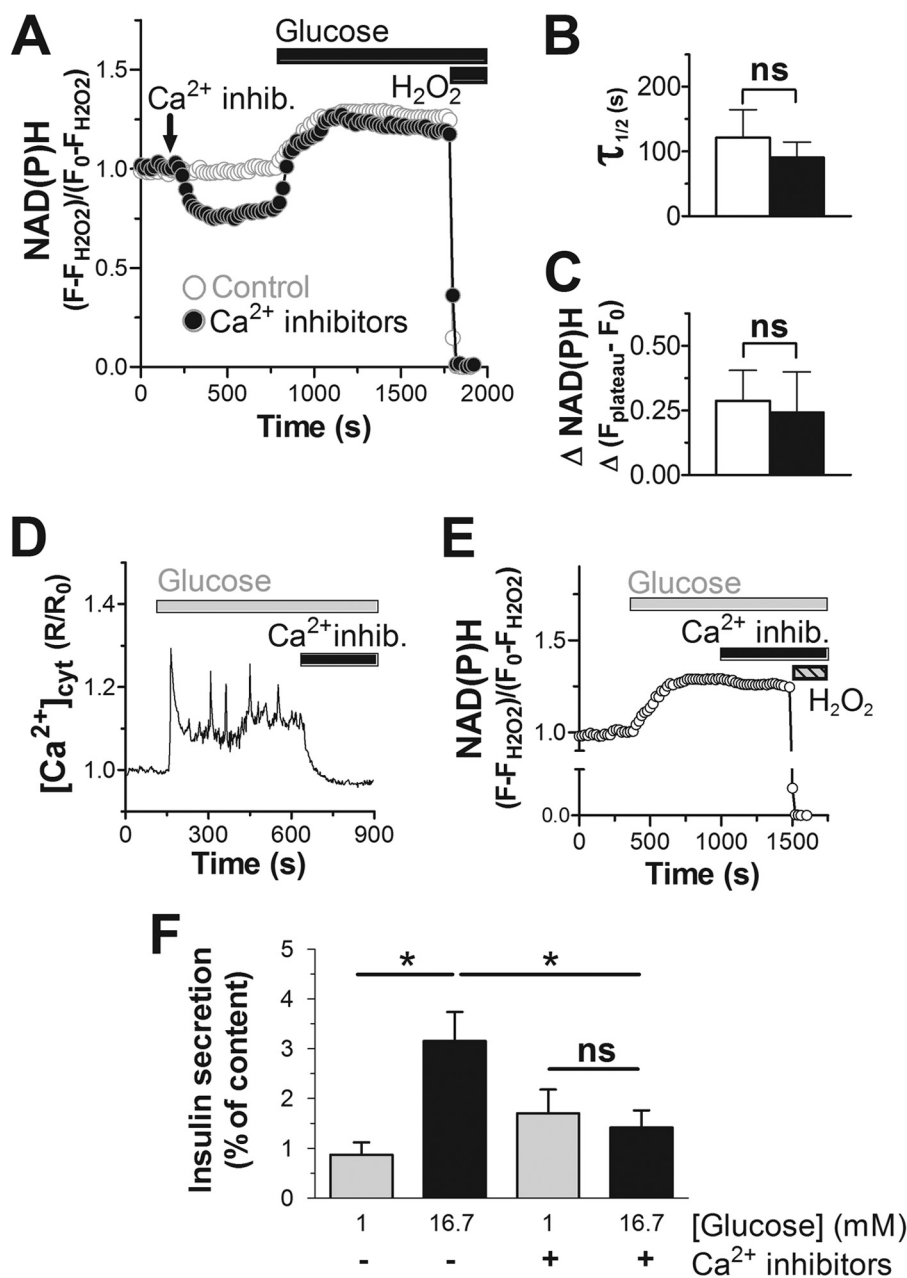 A
NAD(P)H
(F-FH2O2)/(F0-FH2O2)
1.5
1.0
0.5
0.0
Glucose
H2O2
Ca2+ inhib.
Control
Ca2+ inhibitors
0 500 1000 1500 2000
Time (s)
B
τ1/2 (s)
200
100
0
ns
C
Δ NAD(P)H
Δ (Fplateau- F0)
0.50
0.25
0.00
ns
D
[Ca2+]cyt (R/R0)
1.4
1.2
1.0
Glucose
Ca2+inhib.
0 300 600 900
Time (s)
E
NAD(P)H
(F-FH2O2)/(F0-FH2O2)
1.5
1.0
0.0
Glucose
Ca2+ inhib.
H2O2
0 500 1000 1500
Time (s)
F
Insulin secretion
(% of content)
5
4
3
2
1
0
*
*
ns
1 16.7 1 16.7 [Glucose] (mM)
- - + + Ca2+ inhibitors